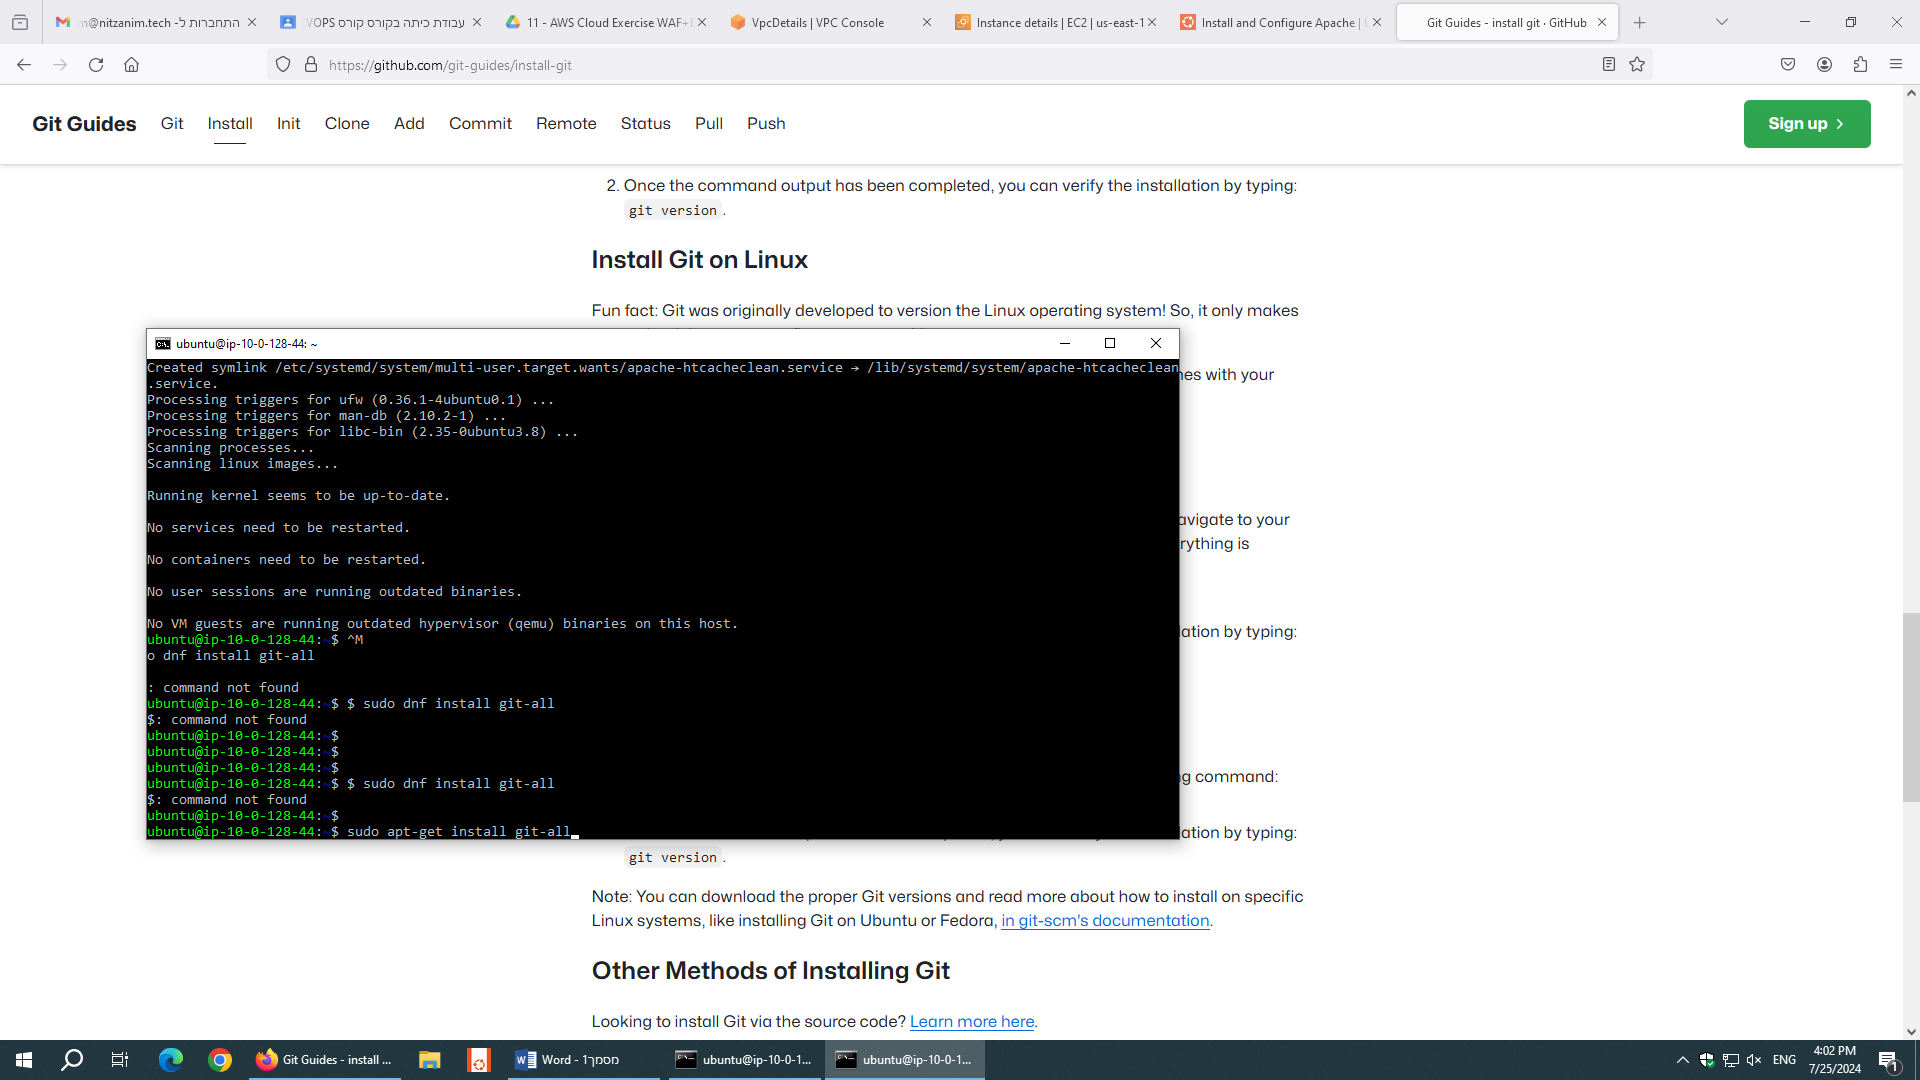 התחברות ל- m@nitzanim.tech
עבודת כיתה בקורס קורס VOPS
11 - AWS Cloud Exercise WAF+
VpcDetails | VPC Console
Instance details | EC2 | us-east-1
Install and Configure Apache |
Git Guides - install git · GitHub
https://github.com/git-guides/install-git
Git Guides
Git
Install
Init
Clone
Add
Commit
Remote
Status
Pull
Push
Sign up
2. Once the command output has been completed, you can verify the installation by typing:
git version.
Install Git on Linux
Fun fact: Git was originally developed to version the Linux operating system! So, it only makes
ubuntu@ip-10-0-128-44: ~
Created symlink /etc/systemd/system/multi-user.target.wants/apache-htcacheclean.service → /lib/systemd/system/apache-htcacheclean
.service.
Processing triggers for ufw (0.36.1-4ubuntu0.1) ...
Processing triggers for man-db (2.10.2-1) ...
Processing triggers for libc-bin (2.35-0ubuntu3.8) ...
Scanning processes...
Scanning linux images...
Running kernel seems to be up-to-date.
No services need to be restarted.
No containers need to be restarted.
No user sessions are running outdated binaries.
No VM guests are running outdated hypervisor (qemu) binaries on this host.
ubuntu@ip-10-0-128-44:~$ ^M
o dnf install git-all
: command not found
ubuntu@ip-10-0-128-44:~$ $ sudo dnf install git-all
$: command not found
ubuntu@ip-10-0-128-44:~$
ubuntu@ip-10-0-128-44:~$
ubuntu@ip-10-0-128-44:~$
ubuntu@ip-10-0-128-44:~$ $ sudo dnf install git-all
$: command not found
ubuntu@ip-10-0-128-44:~$
ubuntu@ip-10-0-128-44:~$ sudo apt-get install git-all
nes with your
avigate to your
rything is
lation by typing:
ng command:
lation by typing:
git version.
Note: You can download the proper Git versions and read more about how to install on specific
Linux systems, like installing Git on Ubuntu or Fedora, in git-scm's documentation.
Other Methods of Installing Git
Looking to install Git via the source code? Learn more here.
Git Guides - install ...
מסמך1 - Word
ubuntu@ip-10-0-1...
ubuntu@ip-10-0-1...
ENG
4:02 PM
7/25/2024
1